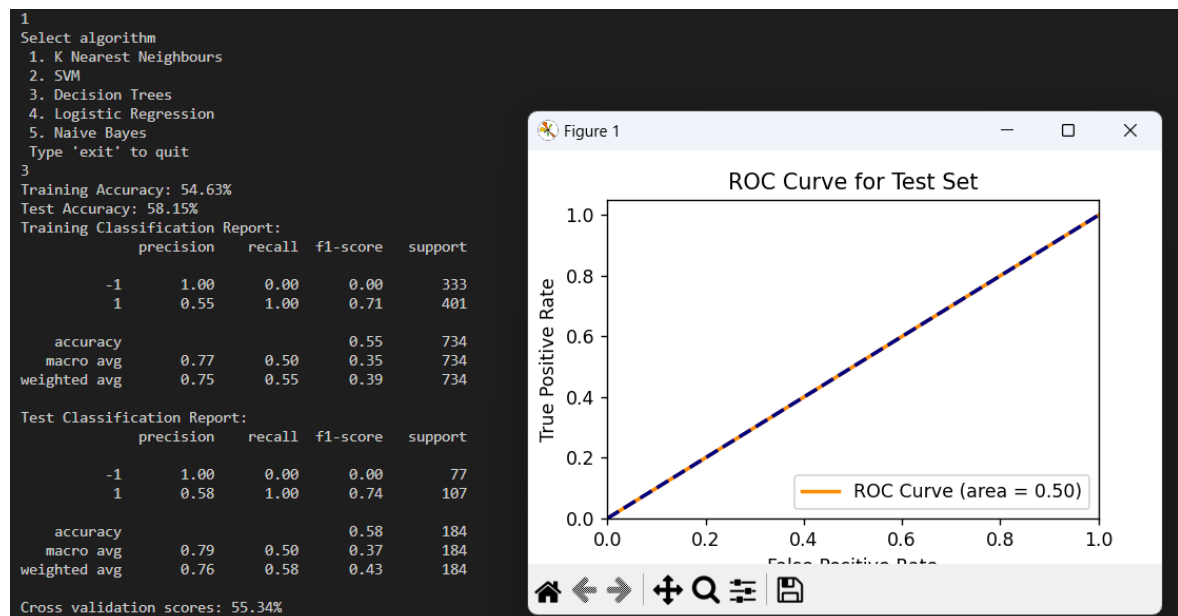 1
Select algorithm
1. K Nearest Neighbours
2. SVM
3. Decision Trees
4. Logistic Regression
5. Naive Bayes
Type 'exit' to quit
3
Training Accuracy: 54.63%
Test Accuracy: 58.15%
Training Classification Report:
precision recall f1-score support
-1 1.00 0.00 0.00 333
1 0.55 1.00 0.71 401
accuracy 0.55 734
macro avg 0.77 0.50 0.35 734
weighted avg 0.75 0.55 0.39 734
Test Classification Report:
precision recall f1-score support
-1 1.00 0.00 0.00 77
1 0.58 1.00 0.74 107
accuracy 0.58 184
macro avg 0.79 0.50 0.37 184
weighted avg 0.76 0.58 0.43 184
Cross validation scores: 55.34%
Figure 1
ROC Curve for Test Set
True Positive Rate
1.0
0.8
0.6
0.4
0.2
0.0
ROC Curve (area = 0.50)
0.0 0.2 0.4 0.6 0.8 1.0
False Positive Rate